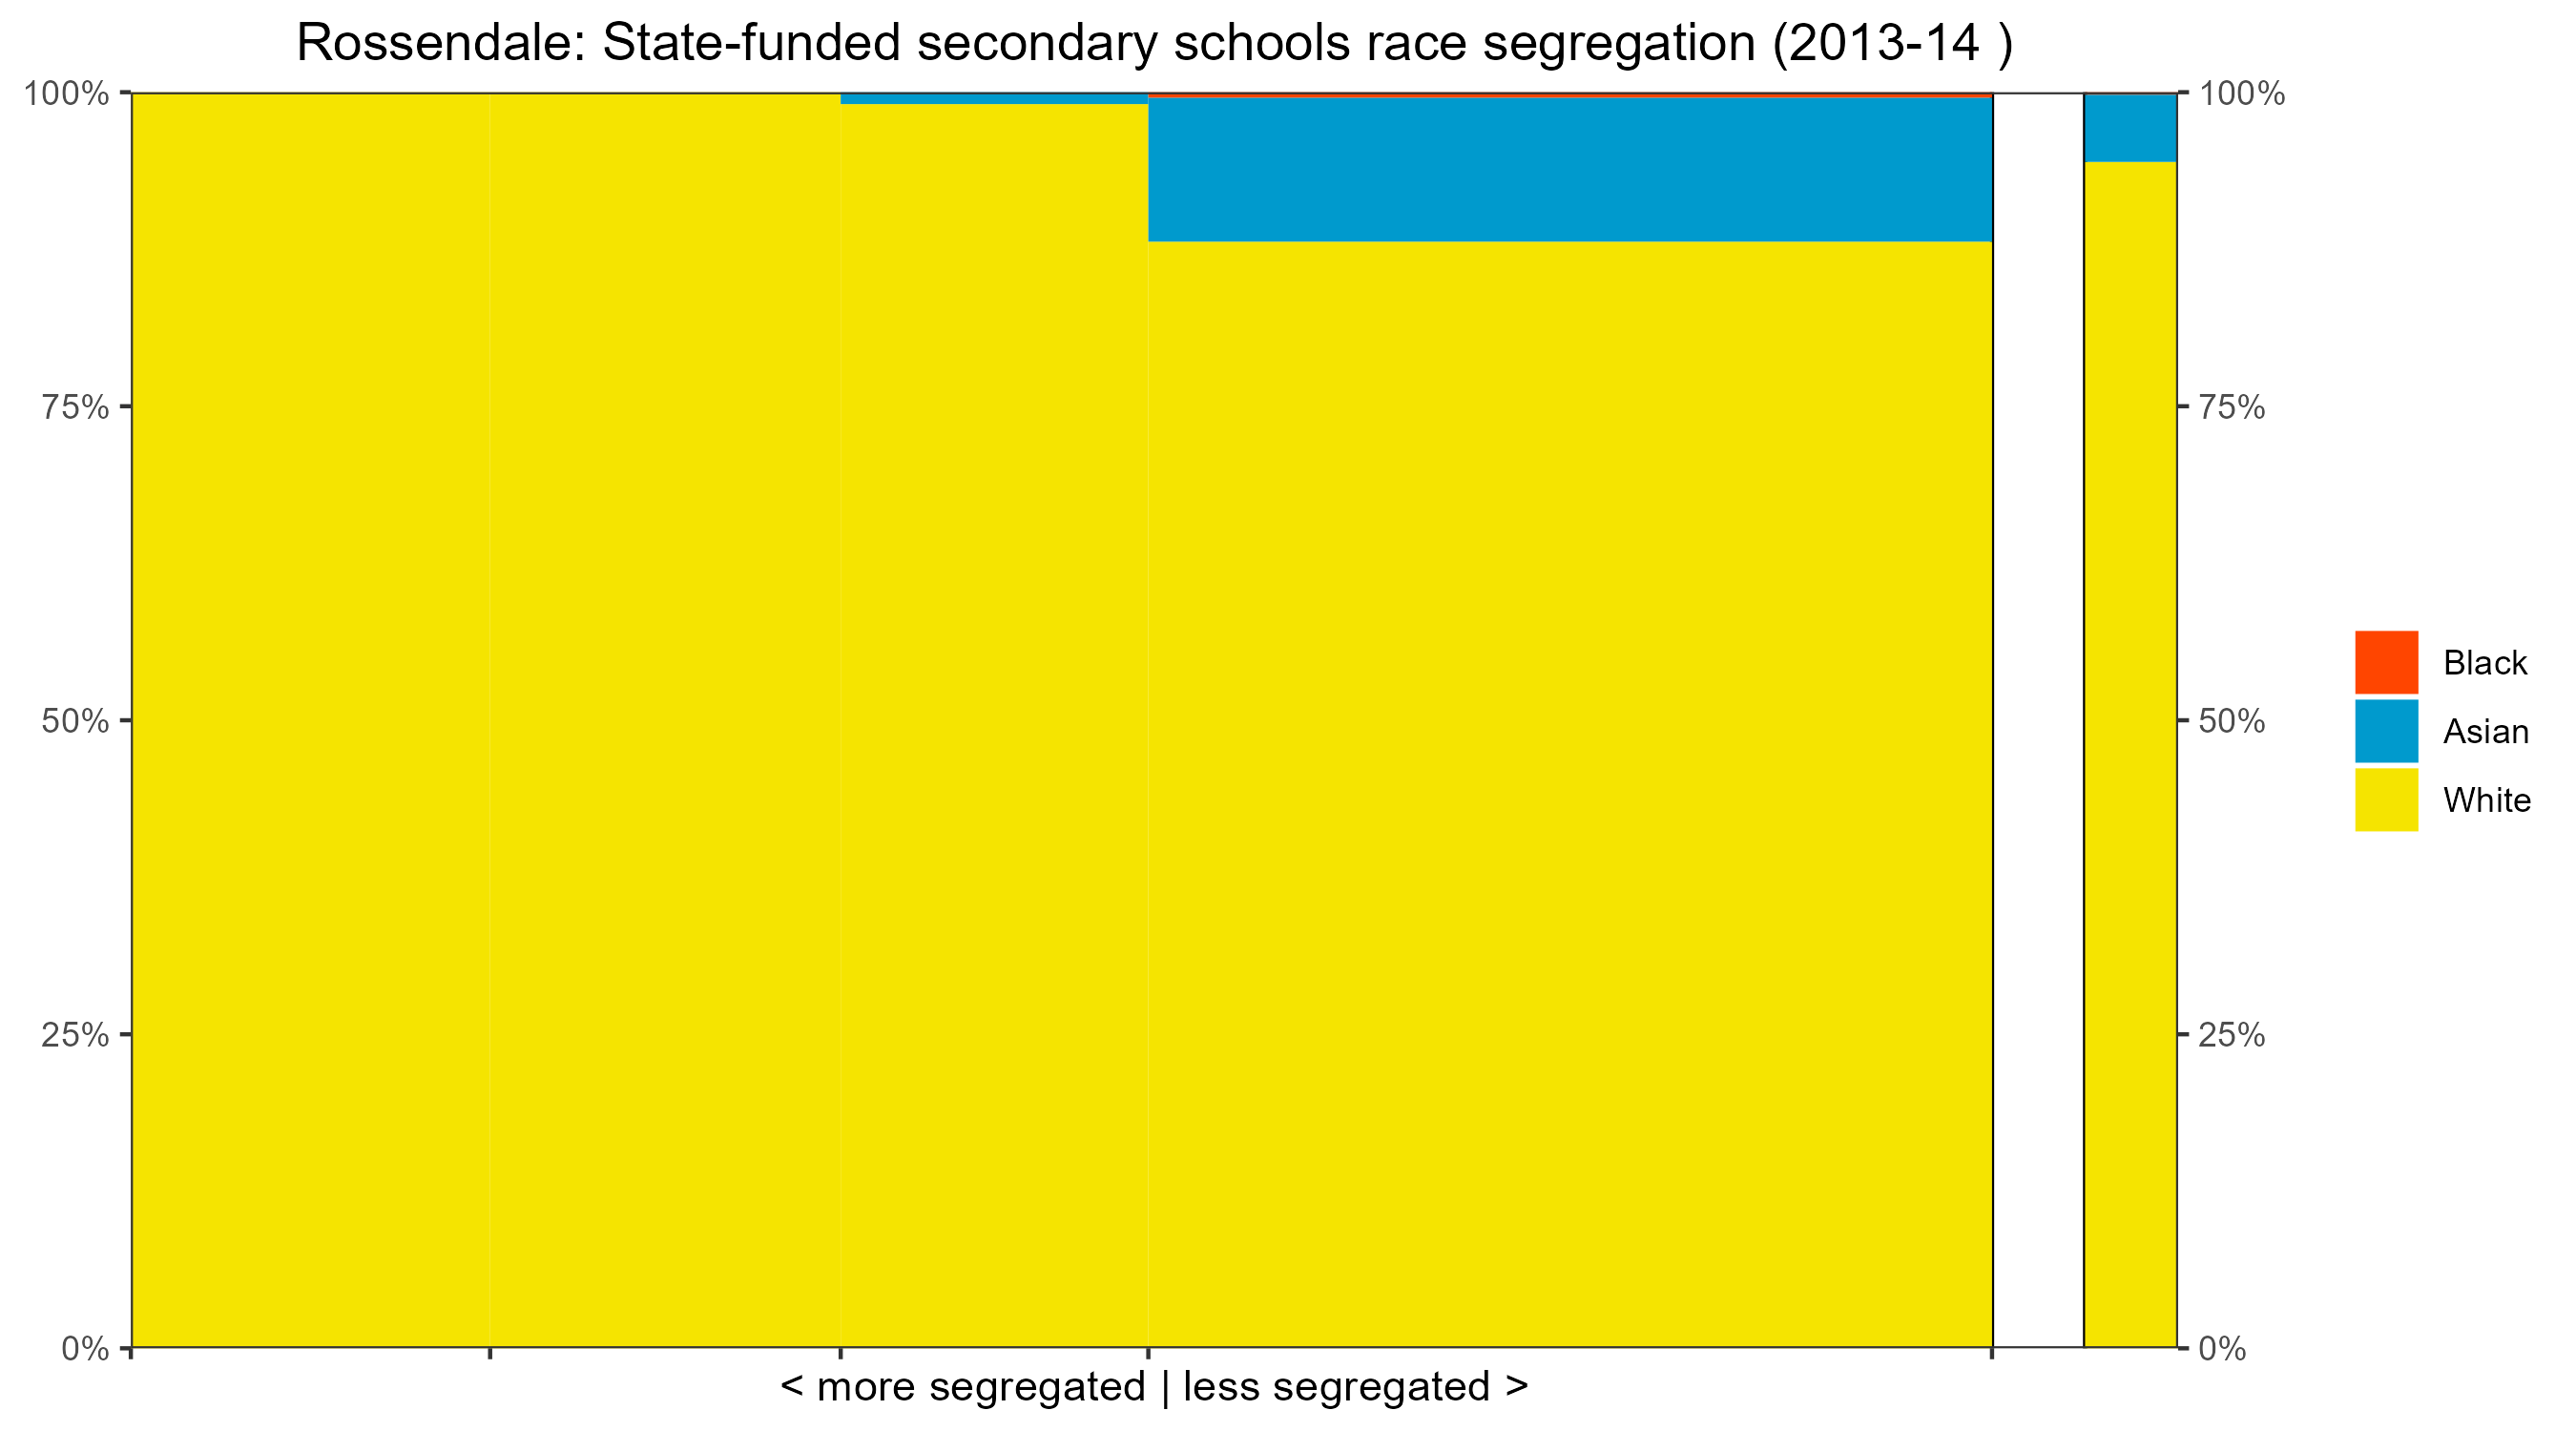 Rossendale: State-funded secondary schools race segregation (2013-14 )
100%
75%
50%
25%
0%
100%
75%
50%
25%
0%
Black
Asian
White
< more segregated | less segregated >